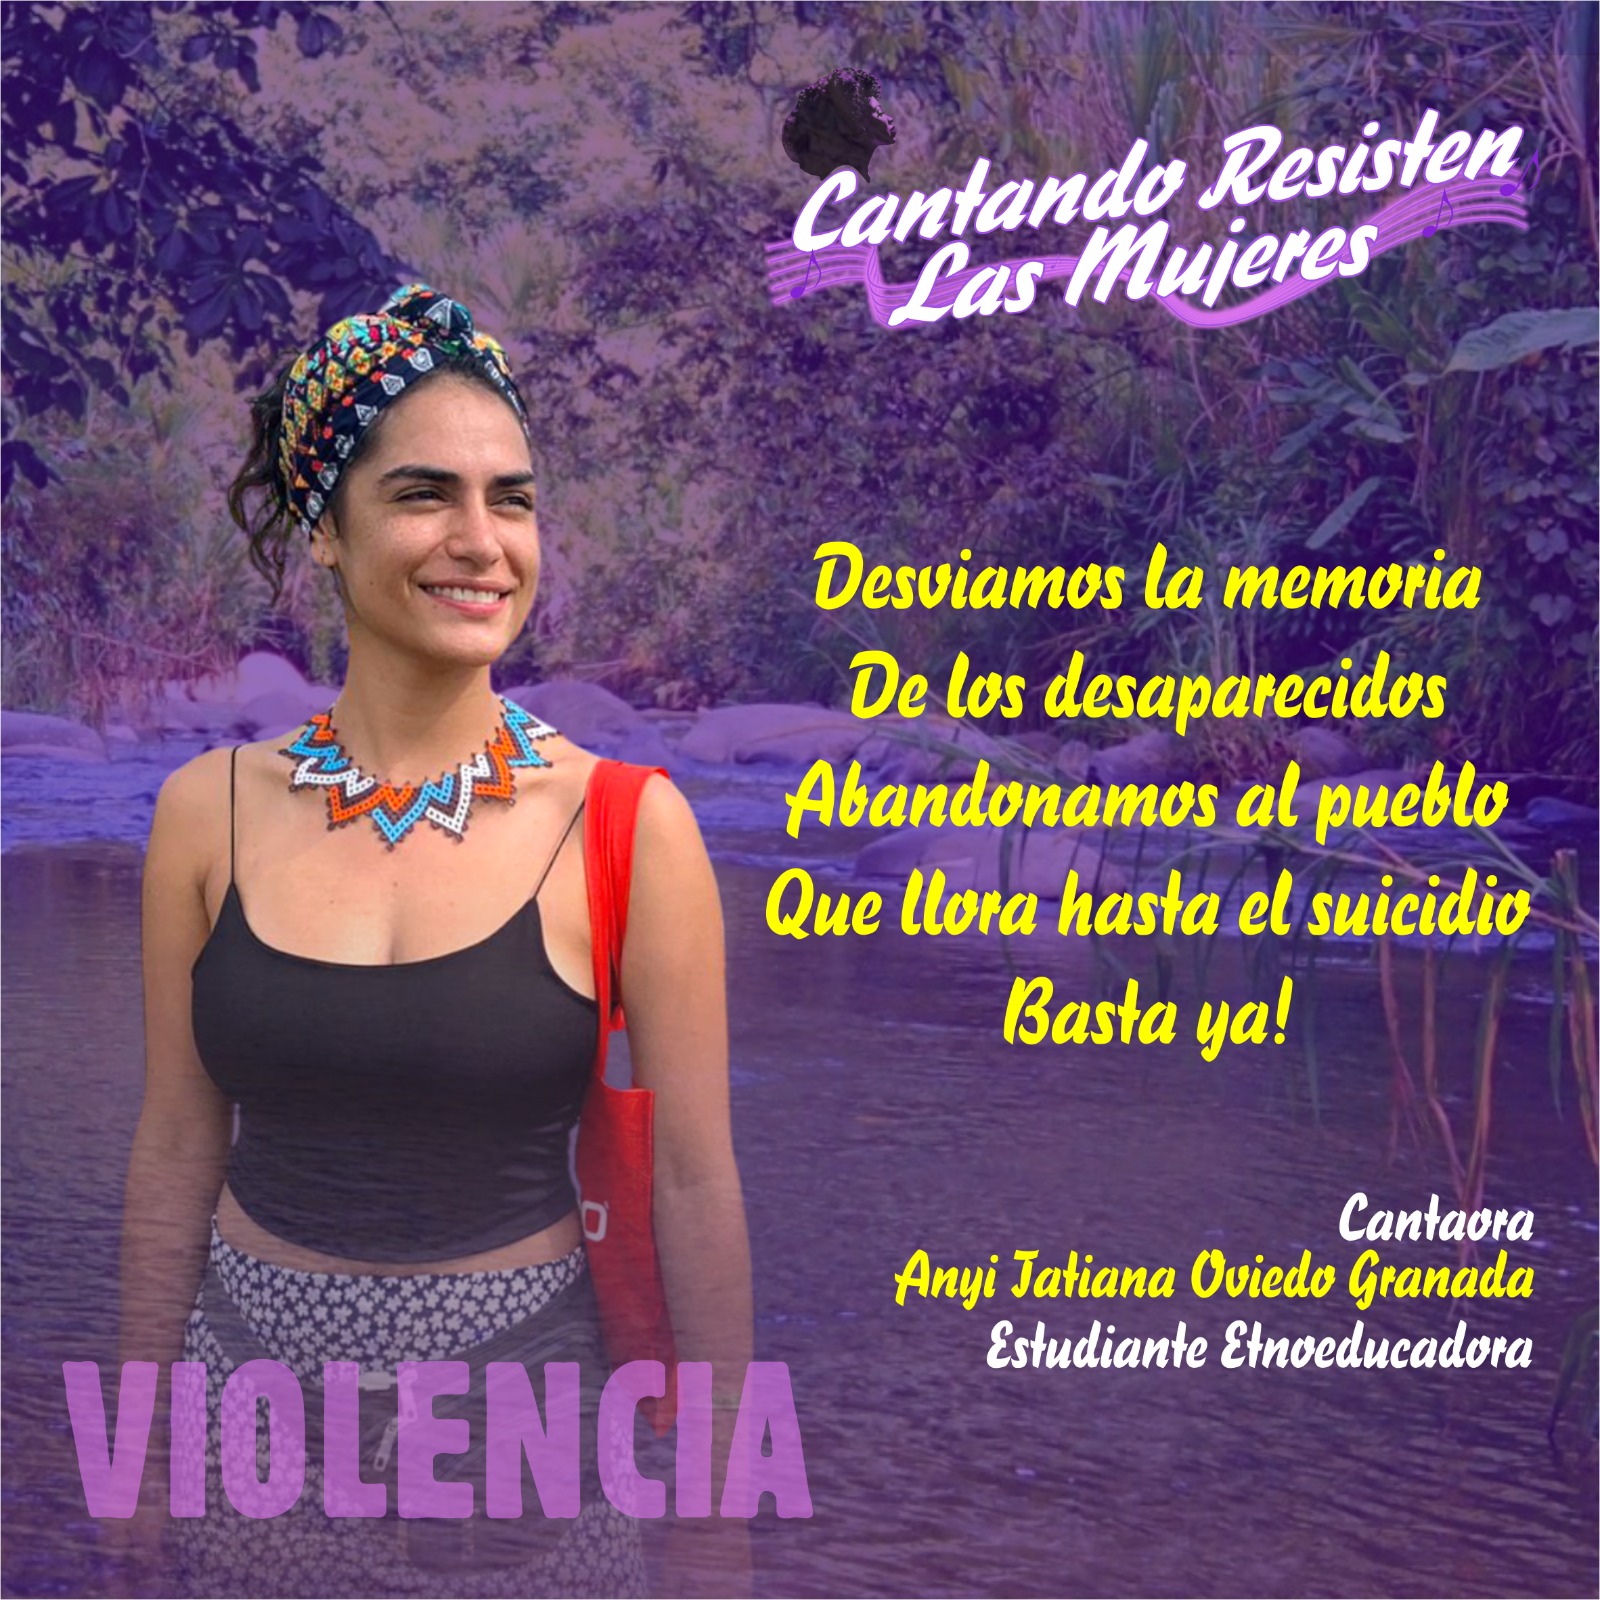 Cantando Resisten
Las Mujeres
Desviamos la memoria
De los desaparecidos
Abandonamos al pueblo
Que llora hasta el suicidio
Basta ya!
Cantaora
Anyi Tatiana Oviedo Granada
Estudiante Etnoeducadora
VIOLENCIA